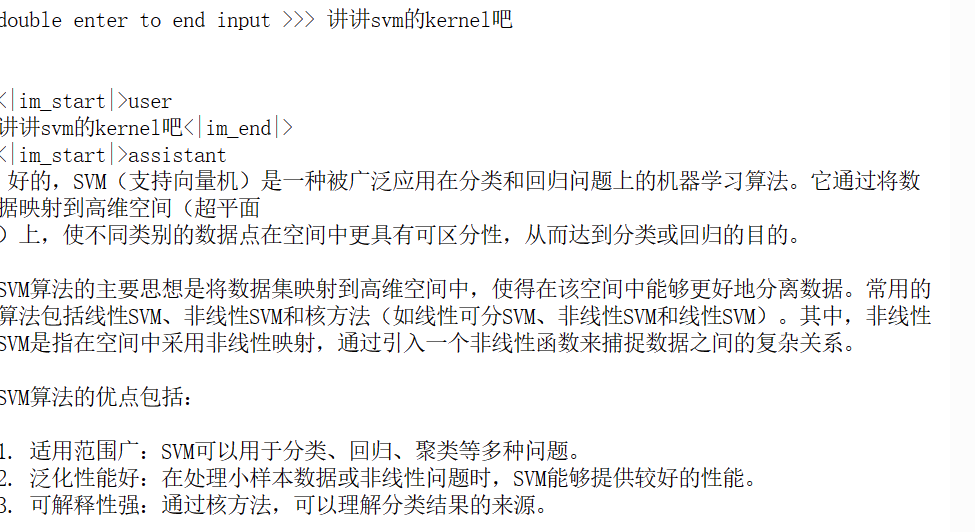 double enter to end input >>> 讲讲svm的kernel吧
<|im_start|>user
讲讲svm的kernel吧<|im_end|>
<|im_start|>assistant
好的，SVM（支持向量机）是一种被广泛应用在分类和回归问题上的机器学习算法。它通过将数
据映射到高维空间（超平面
）上，使不同类别的数据点在空间中更具有可区分性，从而达到分类或回归的目的。
SVM算法的主要思想是将数据集映射到高维空间中，使得在该空间中能够更好地分离数据。常用的
算法包括线性SVM、非线性SVM和核方法（如线性可分SVM、非线性SVM和线性SVM）。其中，非线性
SVM是指在空间中采用非线性映射，通过引入一个非线性函数来捕捉数据之间的复杂关系。
SVM算法的优点包括：
1. 适用范围广：SVM可以用于分类、回归、聚类等多种问题。
2. 泛化性能好：在处理小样本数据或非线性问题时，SVM能够提供较好的性能。
3. 可解释性强：通过核方法，可以理解分类结果的来源。